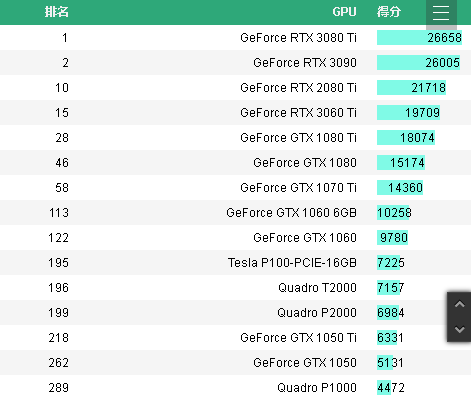 排名 GPU 得分
1 GeForce RTX 3080 Ti 26658
2 GeForce RTX 3090 26005
10 GeForce RTX 2080 Ti 21718
15 GeForce RTX 3060 Ti 19709
28 GeForce GTX 1080 Ti 18074
46 GeForce GTX 1080 15174
58 GeForce GTX 1070 Ti 14360
113 GeForce GTX 1060 6GB 10258
122 GeForce GTX 1060 9780
195 Tesla P100-PCIE-16GB 7225
196 Quadro T2000 7157
199 Quadro P2000 6984
218 GeForce GTX 1050 Ti 6331
262 GeForce GTX 1050 5131
289 Quadro P1000 4472